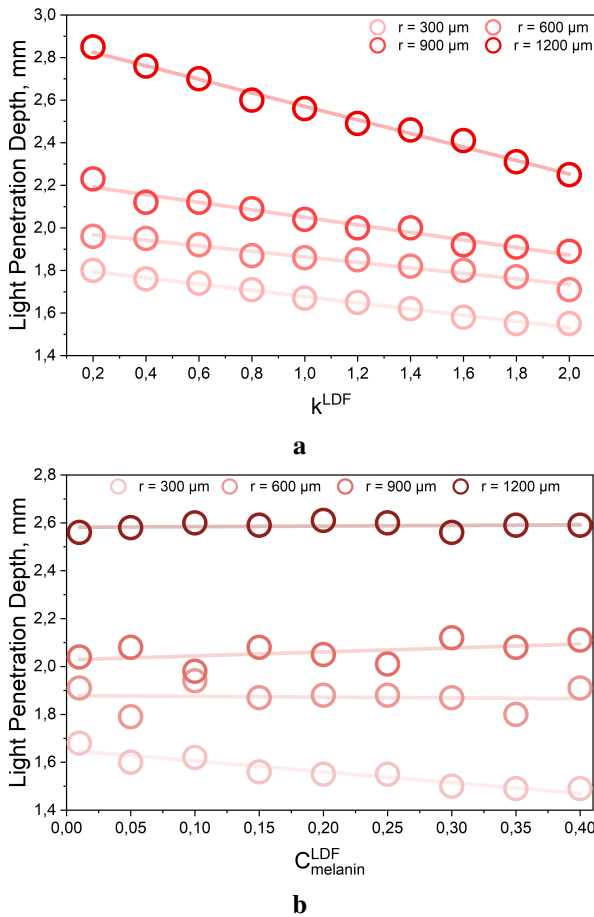 r = 300 µm r = 600 µm
r = 900 µm r = 1200 µm
Light Penetration Depth, mm
3,0
2,8
2,6
2,4
2,2
2,0
1,8
1,6
1,4
0,2 0,4 0,6 0,8 1,0 1,2 1,4 1,6 1,8 2,0
k^LDF
a
r = 300 µm r = 600 µm r = 900 µm r = 1200 µm
Light Penetration Depth, mm
2,8
2,6
2,4
2,2
2,0
1,8
1,6
1,4
0,00 0,05 0,10 0,15 0,20 0,25 0,30 0,35 0,40
C^LDF_melanin
b